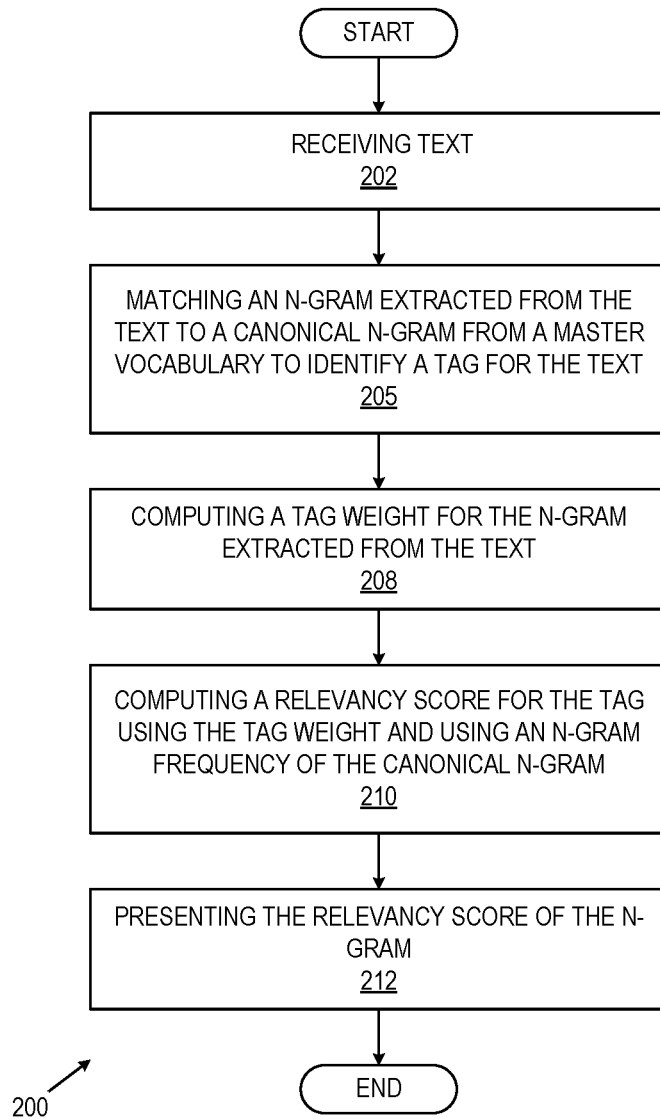 START
RECEIVING TEXT
202
MATCHING AN N-GRAM EXTRACTED FROM THE
TEXT TO A CANONICAL N-GRAM FROM A MASTER
VOCABULARY TO IDENTIFY A TAG FOR THE TEXT
205
COMPUTING A TAG WEIGHT FOR THE N-GRAM
EXTRACTED FROM THE TEXT
208
COMPUTING A RELEVANCY SCORE FOR THE TAG
USING THE TAG WEIGHT AND USING AN N-GRAM
FREQUENCY OF THE CANONICAL N-GRAM
210
PRESENTING THE RELEVANCY SCORE OF THE N-
GRAM
212
END
200